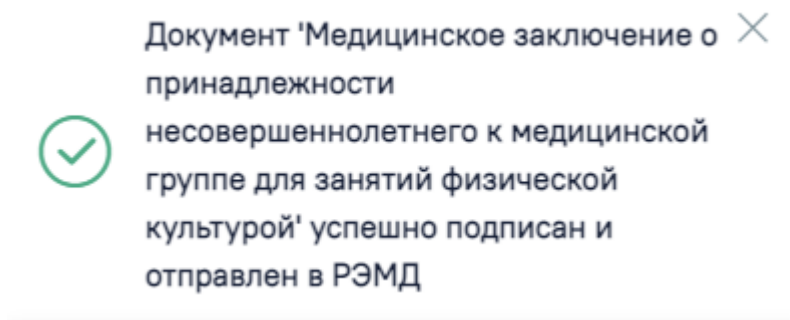 Документ 'Медицинское заключение о
принадлежности
несовершеннолетнего к медицинской
группе для занятий физической
культурой' успешно подписан и
отправлен в РЭМД